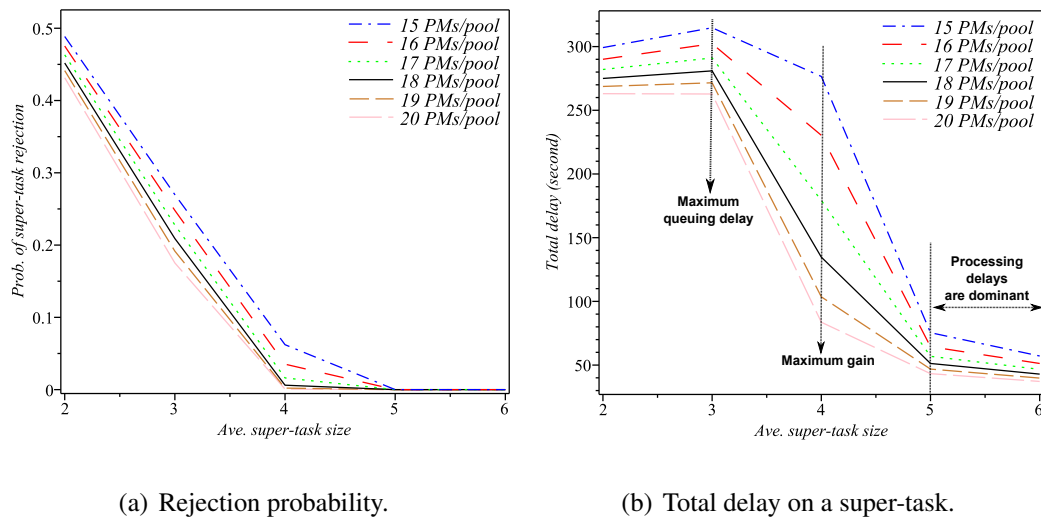 0.5
0.4
0.3
0.2
0.1
0
2
3
4
5
6
Prob. of super-task rejection
Ave. super-task size
15 PMs/pool
16 PMs/pool
17 PMs/pool
18 PMs/pool
19 PMs/pool
20 PMs/pool
(a) Rejection probability.
300
250
200
150
100
50
2
3
4
5
6
Total delay (second)
Ave. super-task size
15 PMs/pool
16 PMs/pool
17 PMs/pool
18 PMs/pool
19 PMs/pool
20 PMs/pool
Maximum
queuing delay
Maximum gain
Processing
delays
are dominant
(b) Total delay on a super-task.